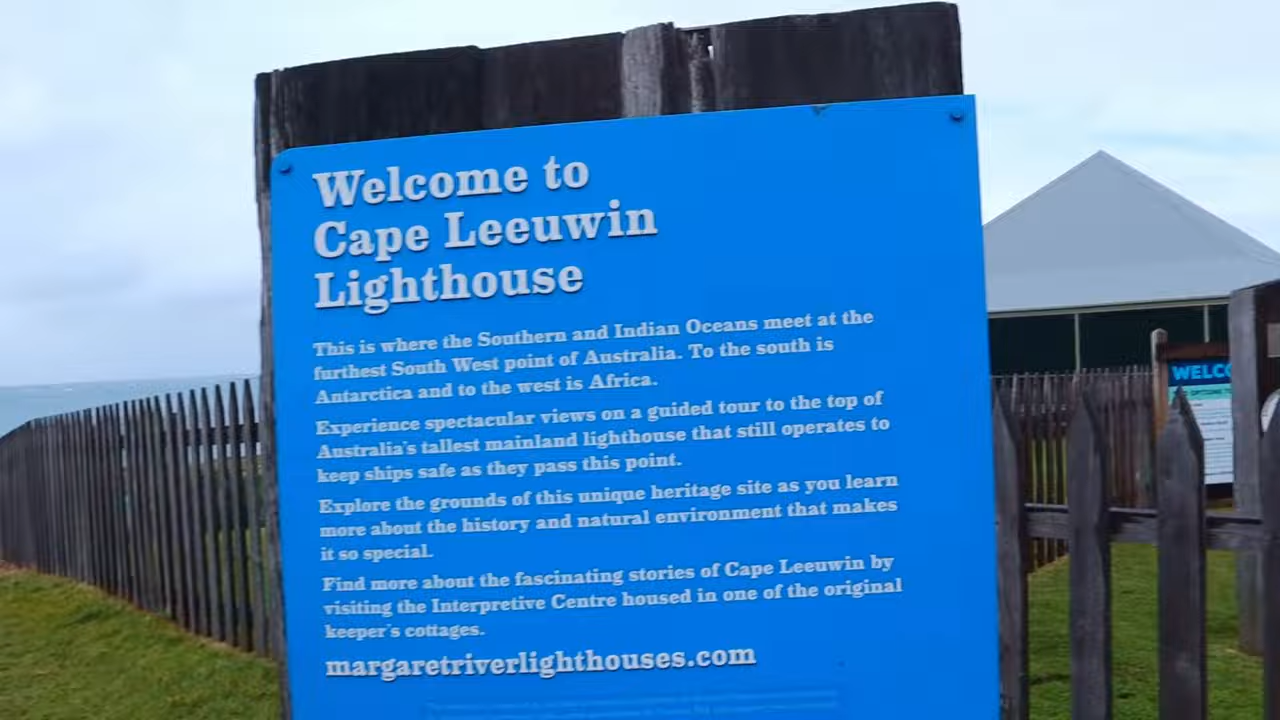 Welcome to
Cape Leeuwin
Lighthouse
This is where the Southern and Indian Oceans meet at the
furthest South West point of Australia. To the south is
Antarctica and to the west is Africa.
Experience spectacular views on a guided tour to the top of
Australia's tallest mainland lighthouse that still operates to
keep ships safe as they pass this point.
Explore the grounds of this unique heritage site as you learn
more about the history and natural environment that makes
it so special.
Find more about the fascinating stories of Cape Leeuwin by
visiting the Interpretive Centre housed in one of the original
keeper's cottages.
margaretriverlighthouses.com
WELCO